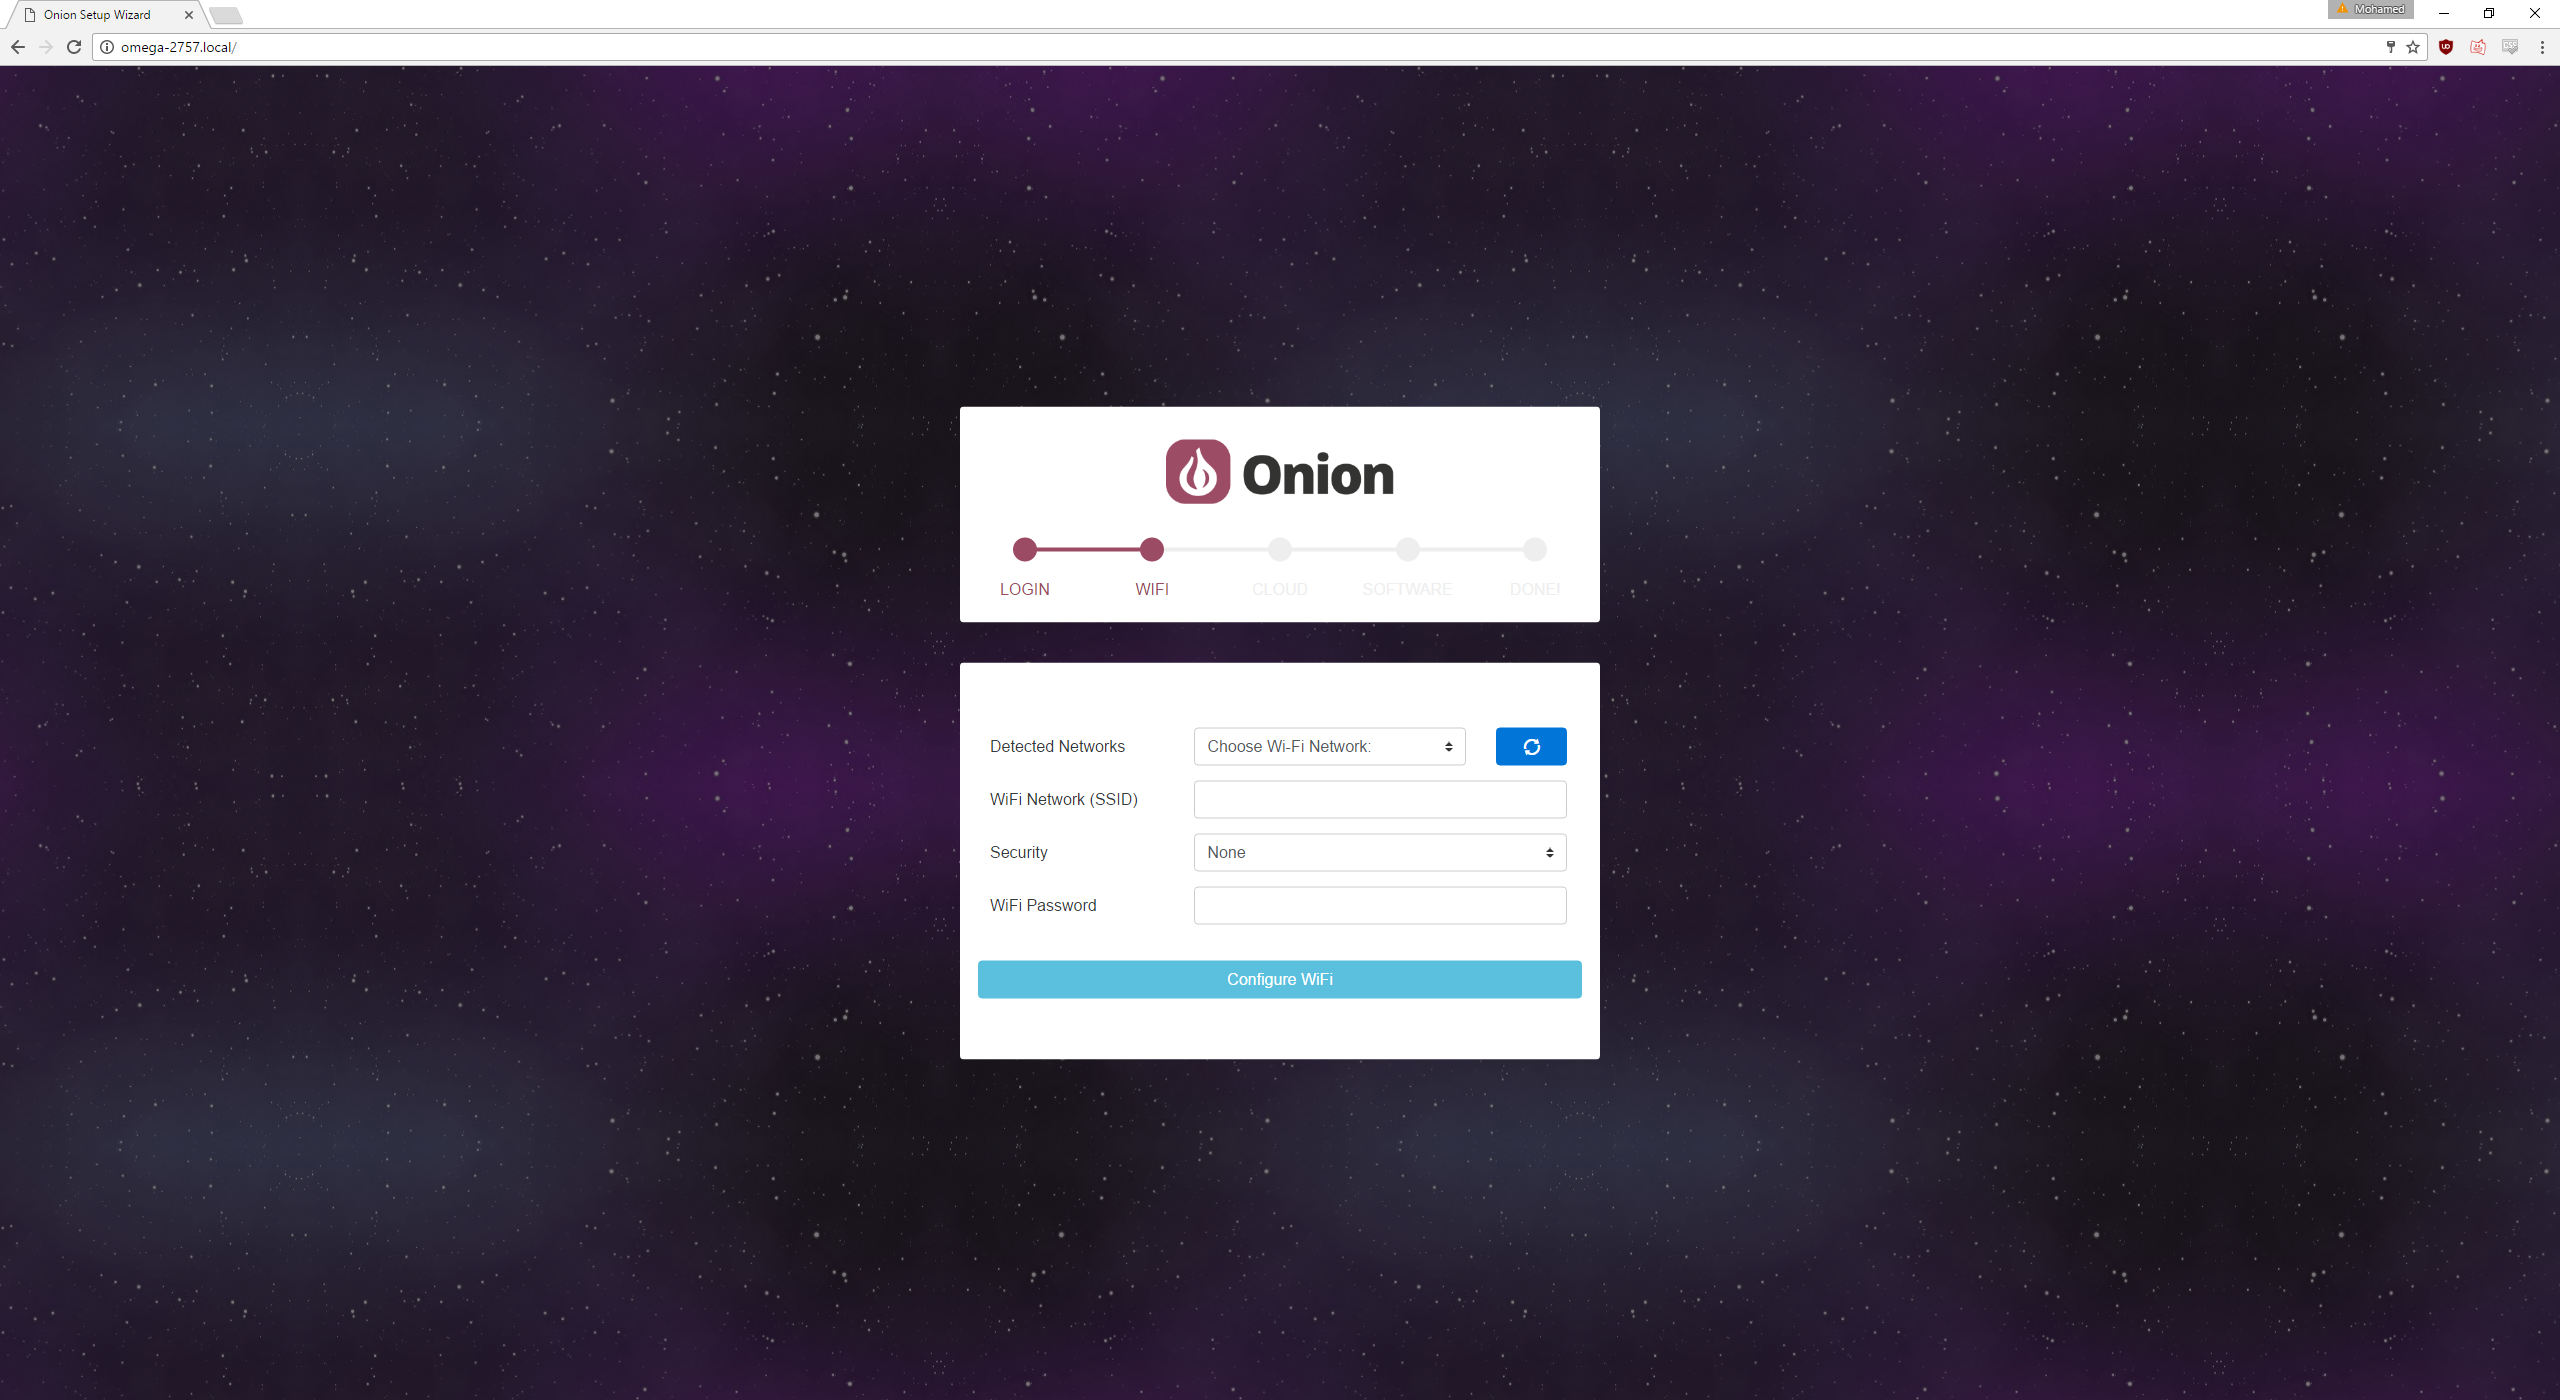 Onion Setup Wizard
Mohamed
omega-2757.local/
Onion
LOGIN WIFI CLOUD SOFTWARE DONE!
Detected Networks Choose Wi-Fi Network:
WiFi Network (SSID)
Security None
WiFi Password
Configure WiFi